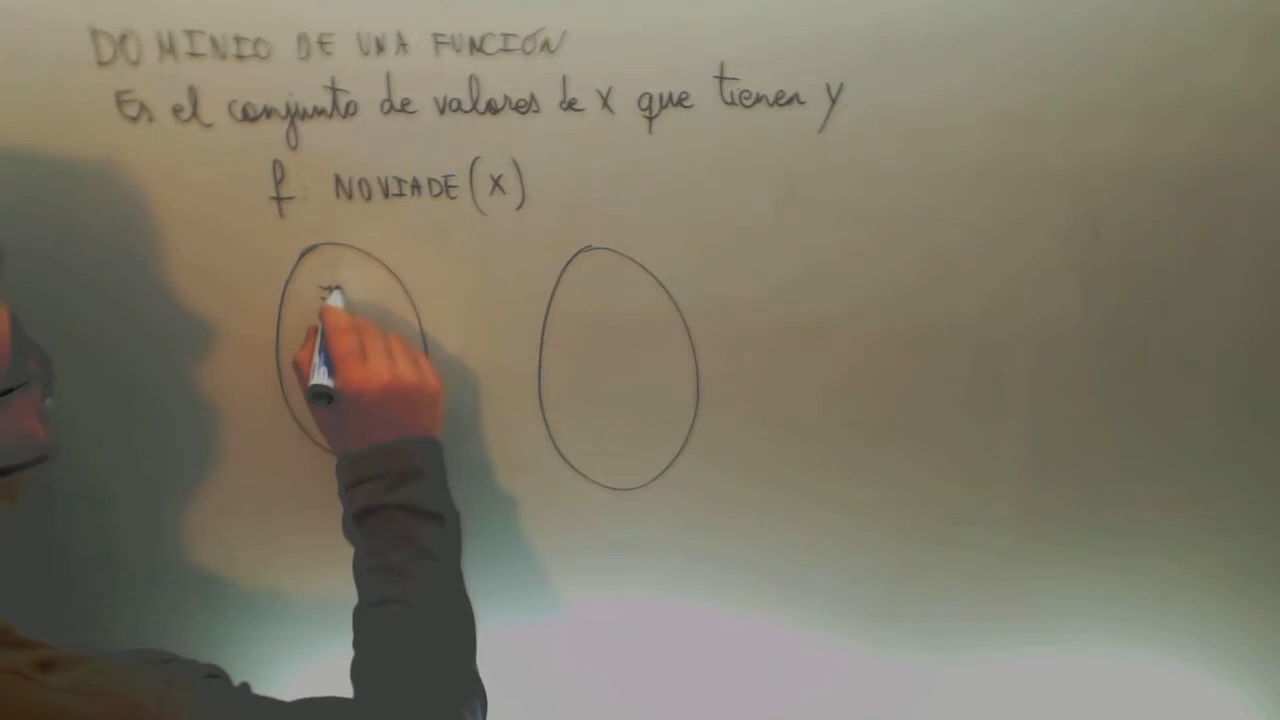 DOMINIO DE UNA FUNCIÓN
Es el conjunto de valores de x que tienen y
f: NOVIADE(X)